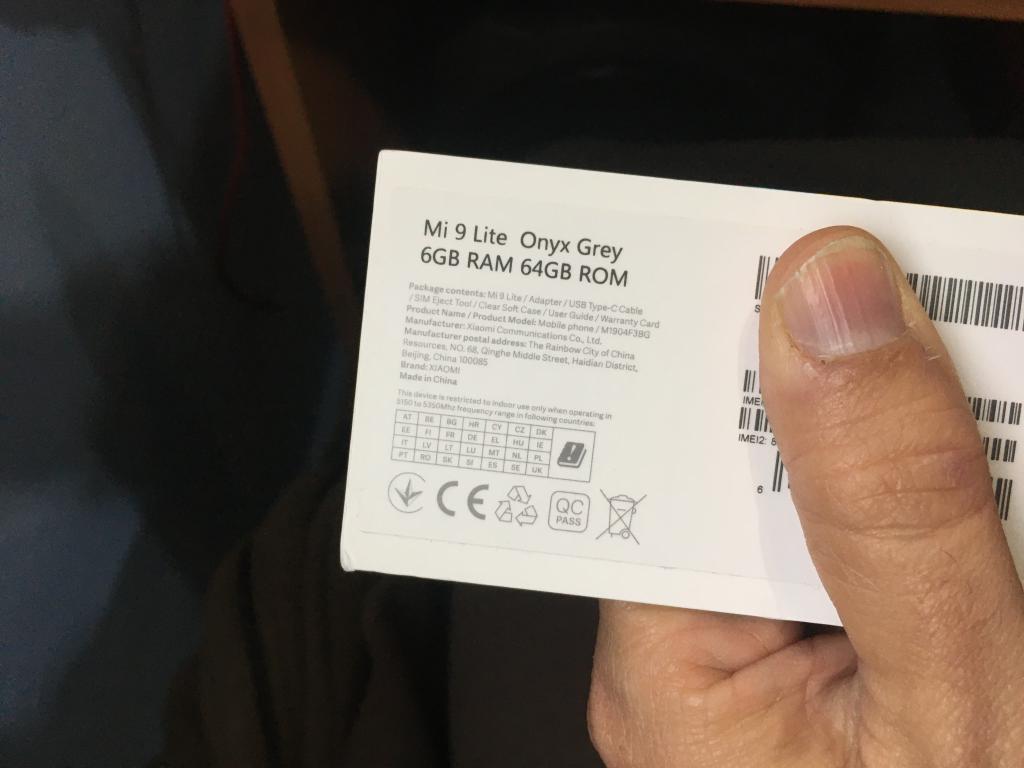 Mi 9 Lite Onyx Grey
6GB RAM 64GB ROM
Package contents: Mi 9 Lite / Adapter / USB Type-C Cable
/ SIM Eject Tool / Clear Soft Case / User Guide / Warranty Card
Product Name / Product Model: Mobile phone / M1904F3BG
Manufacturer: Xiaomi Communications Co., Ltd.
Manufacturer postal address: The Rainbow City of China
Resources, NO. 68, Qinghe Middle Street, Haidian District,
Beijing, China 100085
Brand: XIAOMI
Made in China
This device is restricted to indoor use only when operating in
5150 to 5350Mhz frequency range in following countries:
AT BE BG HR CY CZ DK
EE FI FR DE EL HU IE
IT LV LT LU MT NL PL
PT RO SK SI ES SE UK
CE
QC
PASS
IMEI2:
6